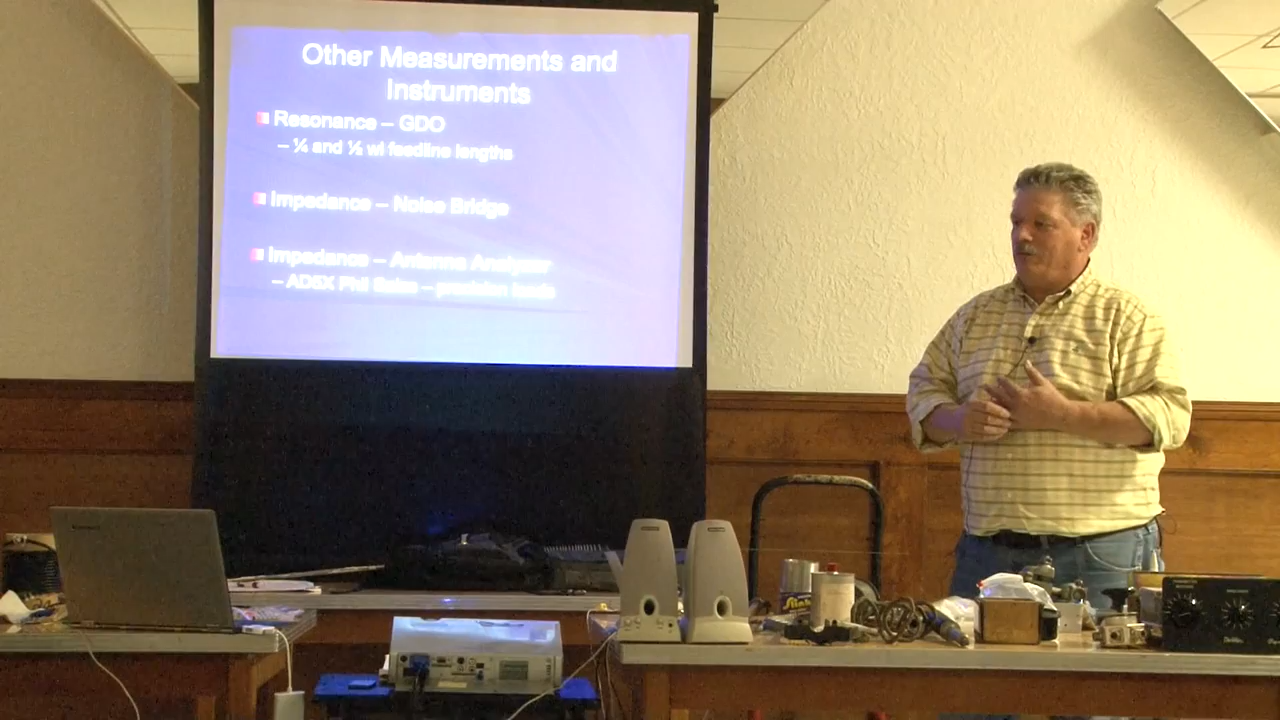 Other Measurements and
Instruments
Resonance – GDO
– ¼ and ½ wl feedline lengths
Impedance – Noise Bridge
Impedance – Antenna Analyzer
– AD5X Phil Salas – precision loads